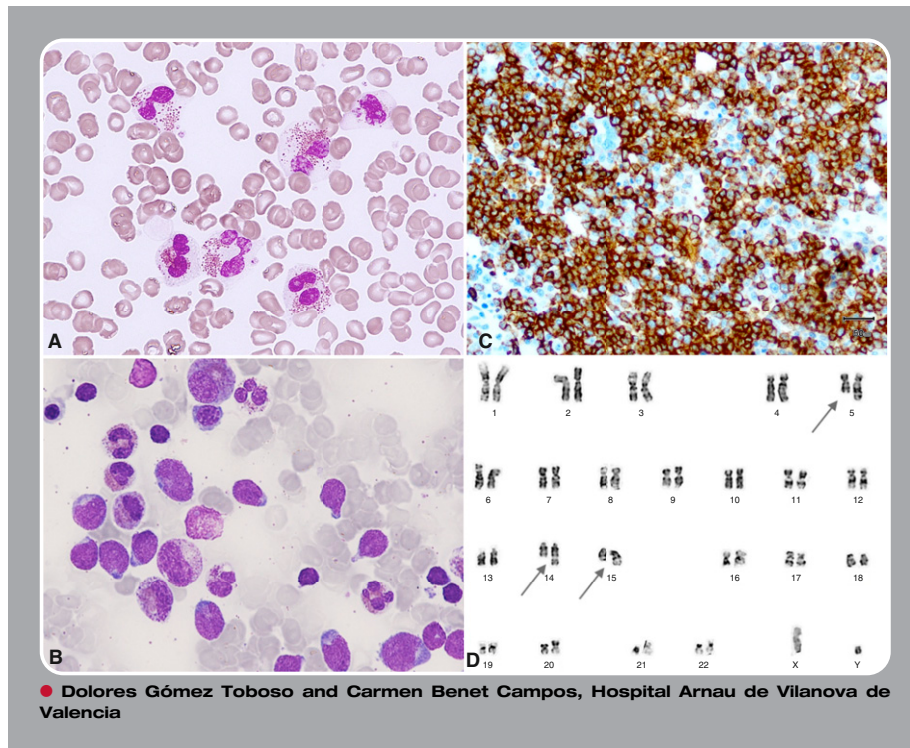 A
C
B
D
1 2 3 4 5
6 7 8 9 10 11 12
13 14 15 16 17 18
19 20 21 22 X Y
● Dolores Gómez Toboso and Carmen Benet Campos, Hospital Arnau de Vilanova de
Valencia